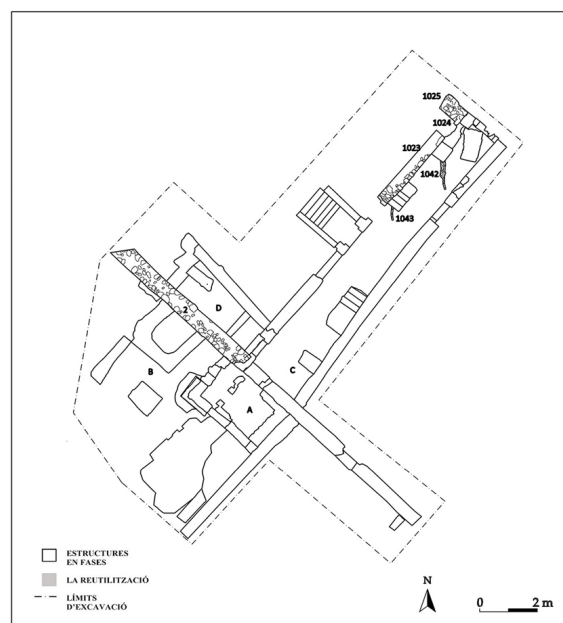 1025
1024
1023
1042
1043
D
2
B
C
A
ESTRUCTURES
EN FASES
LA REUTILITZACIÓ
LÍMITS
D'EXCAVACIÓ
N
0 2 m